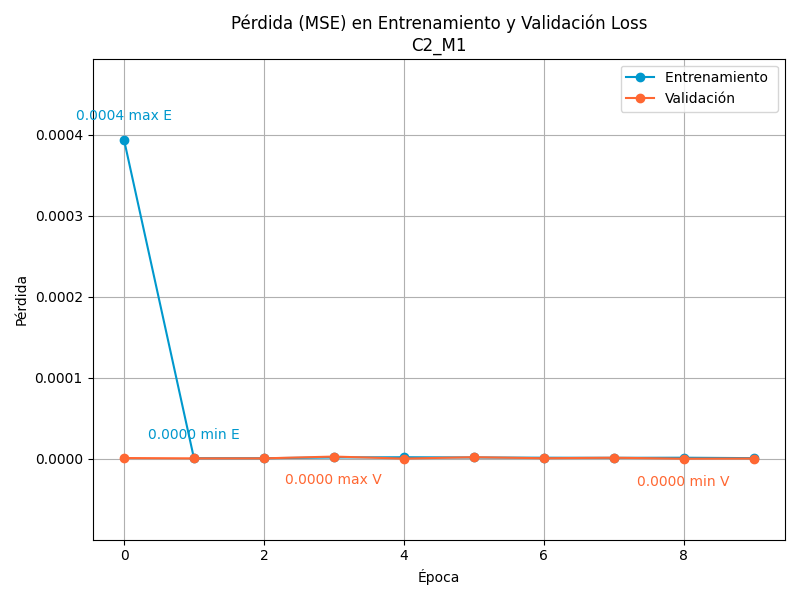 Pérdida (MSE) en Entrenamiento y Validación Loss
C2_M1
Entrenamiento
Validación
0.0004 max E
0.0000 min E
0.0000 max V
0.0000 min V
Pérdida
0.0004
0.0003
0.0002
0.0001
0.0000
0 2 4 6 8
Época